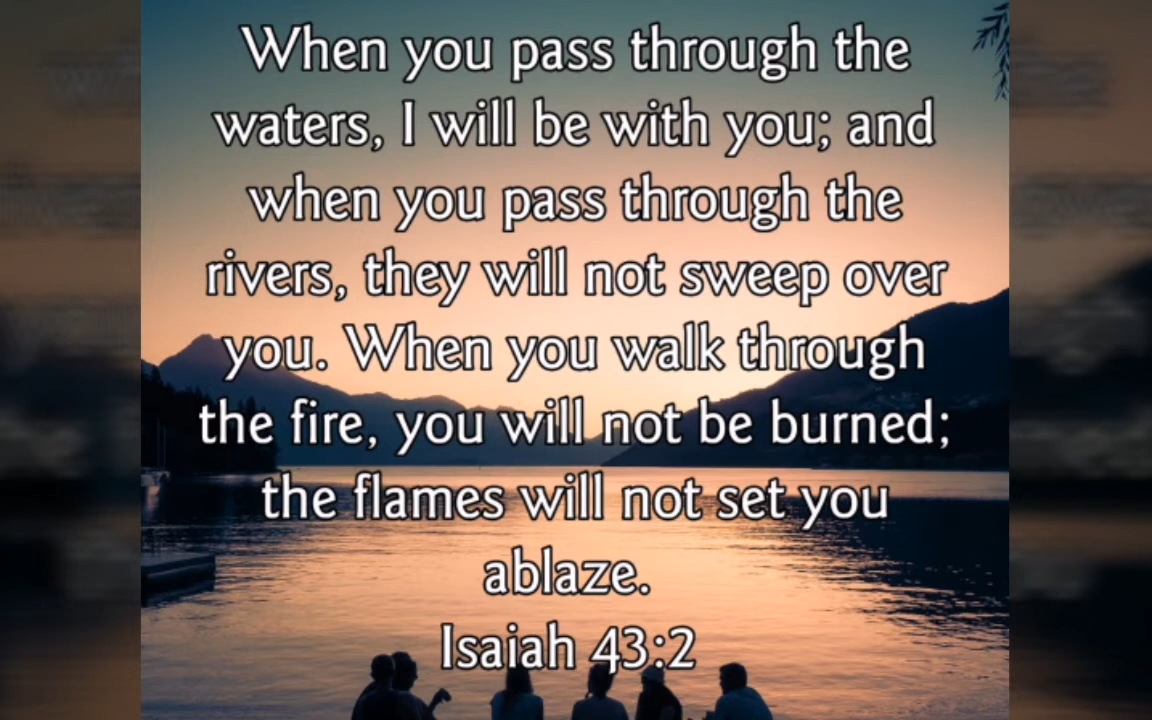 When you pass through the
waters, I will be with you; and
when you pass through the
rivers, they will not sweep over
you. When you walk through
the fire, you will not be burned;
the flames will not set you
ablaze.
Isaiah 43:2